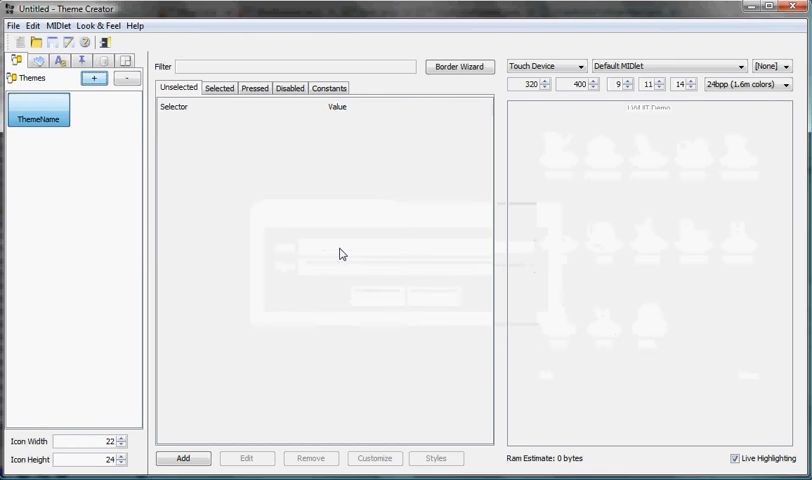 Untitled - Theme Creator
File Edit MIDlet Look & Feel Help
Themes + -
ThemeName
Icon Width 22
Icon Height 24
Filter Border Wizard
Unselected Selected Pressed Disabled Constants
Selector Value
Add Edit Remove Customize Styles
Touch Device Default MIDlet [None]
320 400 9 11 14 24bpp (1.6m colors)
LWUIT Demo
Ram Estimate: 0 bytes Live Highlighting